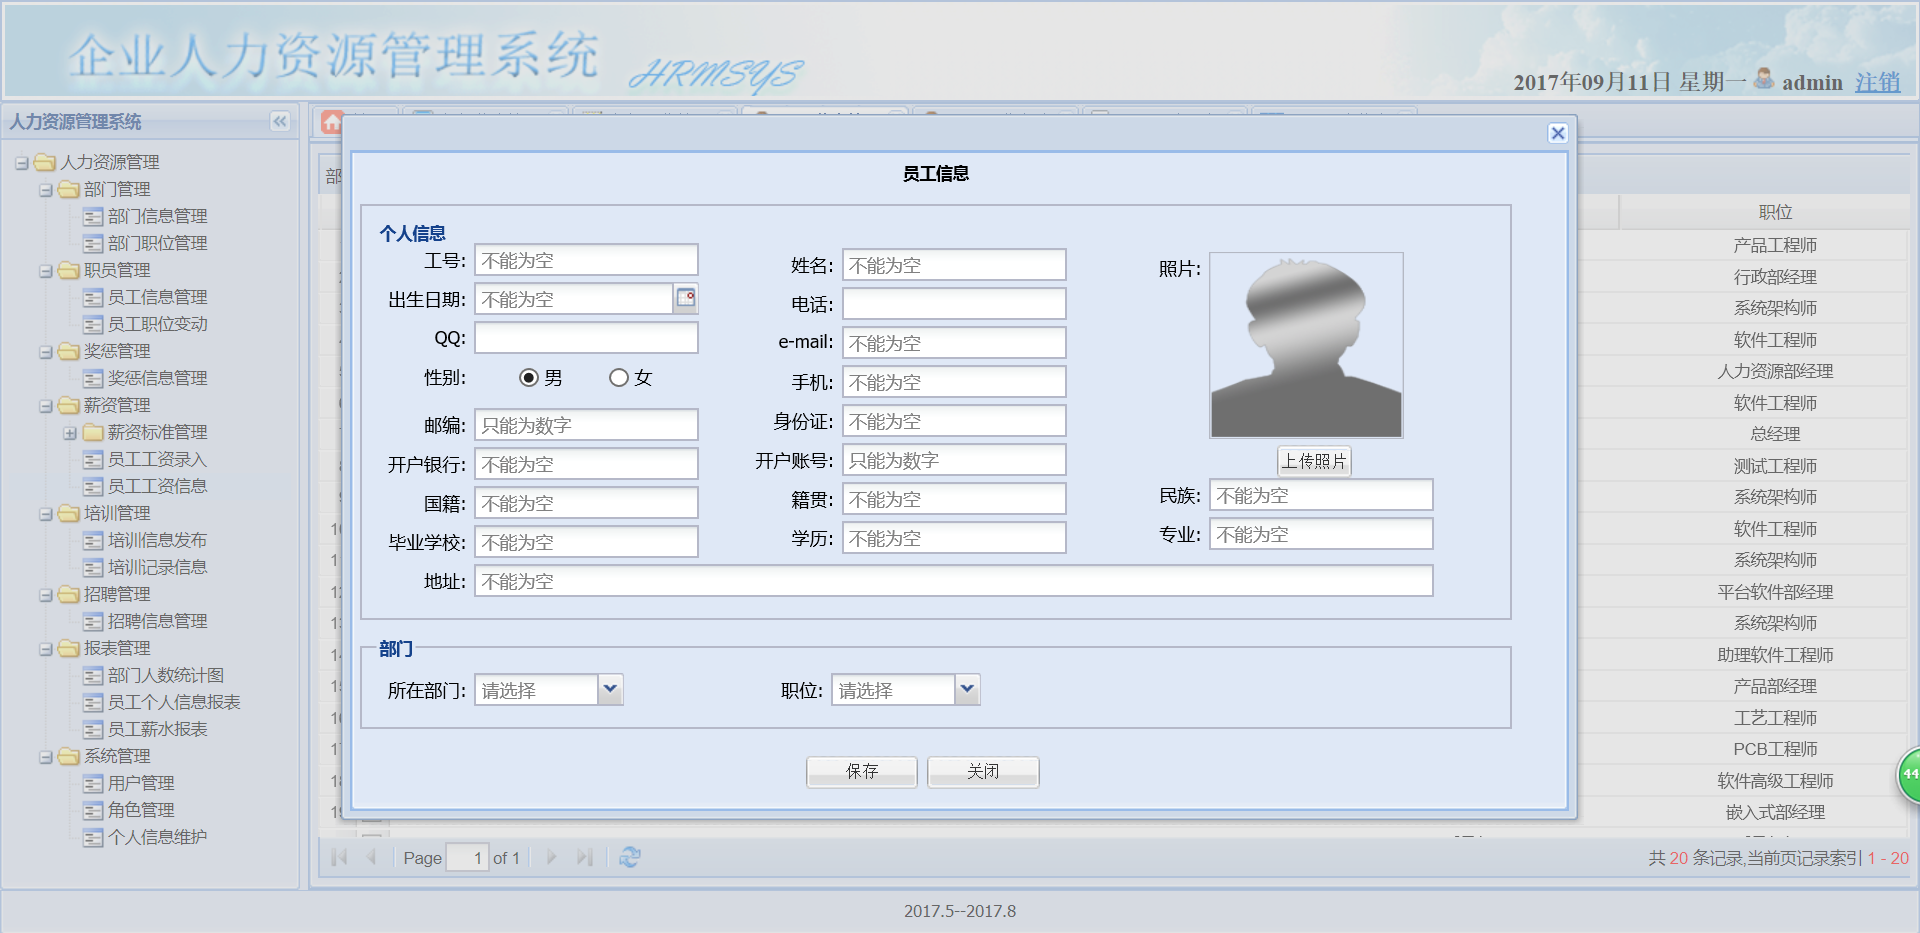 企业人力资源管理系统 HRMSYS
2017年09月11日 星期一 admin 注销
人力资源管理系统
人力资源管理
部门管理
部门信息管理
部门职位管理
职员管理
员工信息管理
员工职位变动
奖惩管理
奖惩信息管理
薪资管理
薪资标准管理
员工工资录入
员工工资信息
培训管理
培训信息发布
培训记录信息
招聘管理
招聘信息管理
报表管理
部门人数统计图
员工个人信息报表
员工薪水报表
系统管理
用户管理
角色管理
个人信息维护
部
员工信息
个人信息
工号: 不能为空
姓名: 不能为空
照片:
出生日期: 不能为空
电话:
QQ:
e-mail: 不能为空
性别: 男 女
手机: 不能为空
邮编: 只能为数字
身份证: 不能为空
开户银行: 不能为空
开户账号: 只能为数字
上传照片
国籍: 不能为空
籍贯: 不能为空
民族: 不能为空
毕业学校: 不能为空
学历: 不能为空
专业: 不能为空
地址: 不能为空
部门
所在部门: 请选择
职位: 请选择
保存 关闭
职位
产品工程师
行政部经理
系统架构师
软件工程师
人力资源部经理
软件工程师
总经理
测试工程师
系统架构师
软件工程师
系统架构师
平台软件部经理
系统架构师
助理软件工程师
产品部经理
工艺工程师
PCB工程师
软件高级工程师
嵌入式部经理
44
Page 1 of 1
共 20 条记录,当前页记录索引 1 - 20
2017.5--2017.8